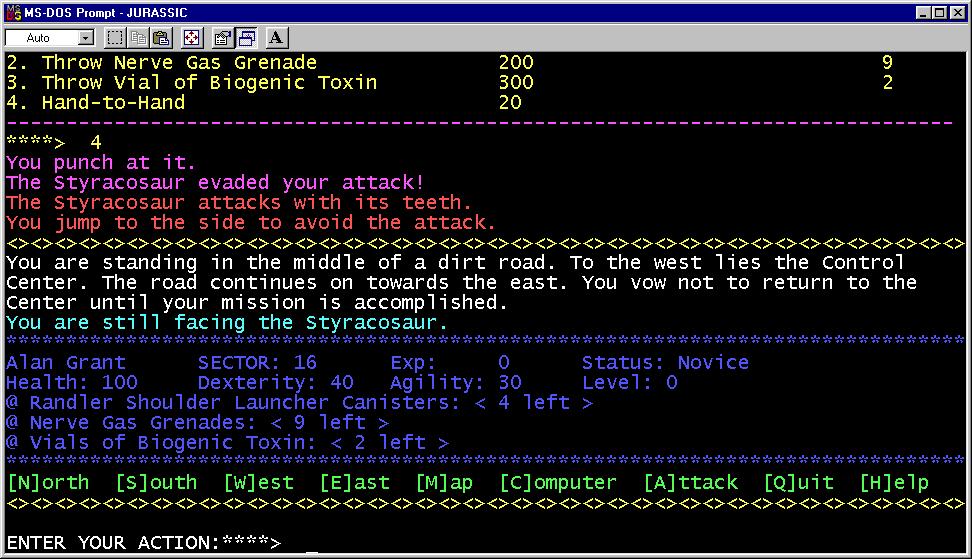 MS-DOS Prompt - JURASSIC
Auto A
2. Throw Nerve Gas Grenade 200 9
3. Throw Vial of Biogenic Toxin 300 2
4. Hand-to-Hand 20
-------------------------------------------------------------------------------
****> 4
You punch at it.
The Styracosaur evaded your attack!
The Styracosaur attacks with its teeth.
You jump to the side to avoid the attack.
<><><><><><><><><><><><><><><><><><><><><><><><><><><><><><><><><><><><><><><><>
You are standing in the middle of a dirt road. To the west lies the Control
Center. The road continues on towards the east. You vow not to return to the
Center until your mission is accomplished.
You are still facing the Styracosaur.
********************************************************************************
Alan Grant SECTOR: 16 Exp: 0 Status: Novice
Health: 100 Dexterity: 40 Agility: 30 Level: 0
@ Randler Shoulder Launcher Canisters: < 4 left >
@ Nerve Gas Grenades: < 9 left >
@ Vials of Biogenic Toxin: < 2 left >
********************************************************************************
[N]orth [S]outh [W]est [E]ast [M]ap [C]omputer [A]ttack [Q]uit [H]elp
<><><><><><><><><><><><><><><><><><><><><><><><><><><><><><><><><><><><><><><><>
ENTER YOUR ACTION:****> _